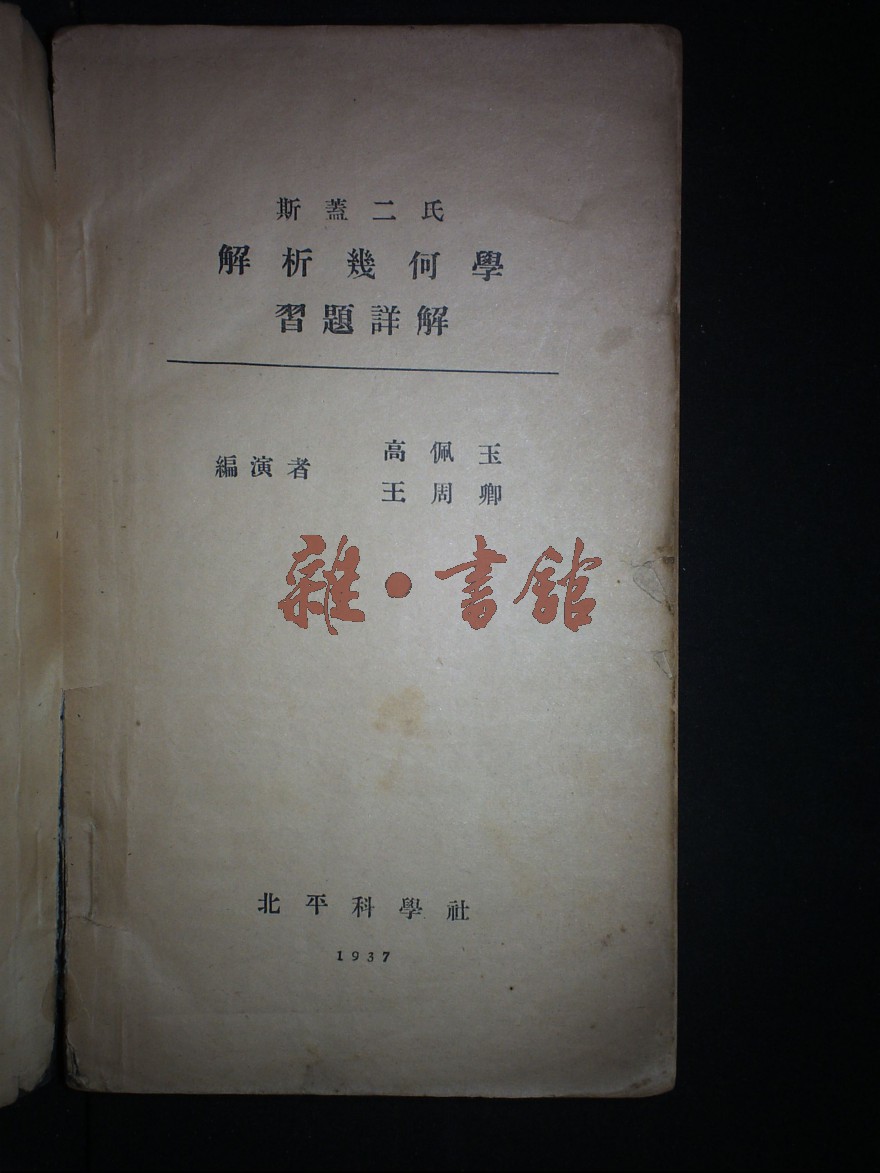 斯蓋二氏
解析幾何學
習題詳解
編演者
高佩玉
王周卿
雜·書館
北平科學社
1937